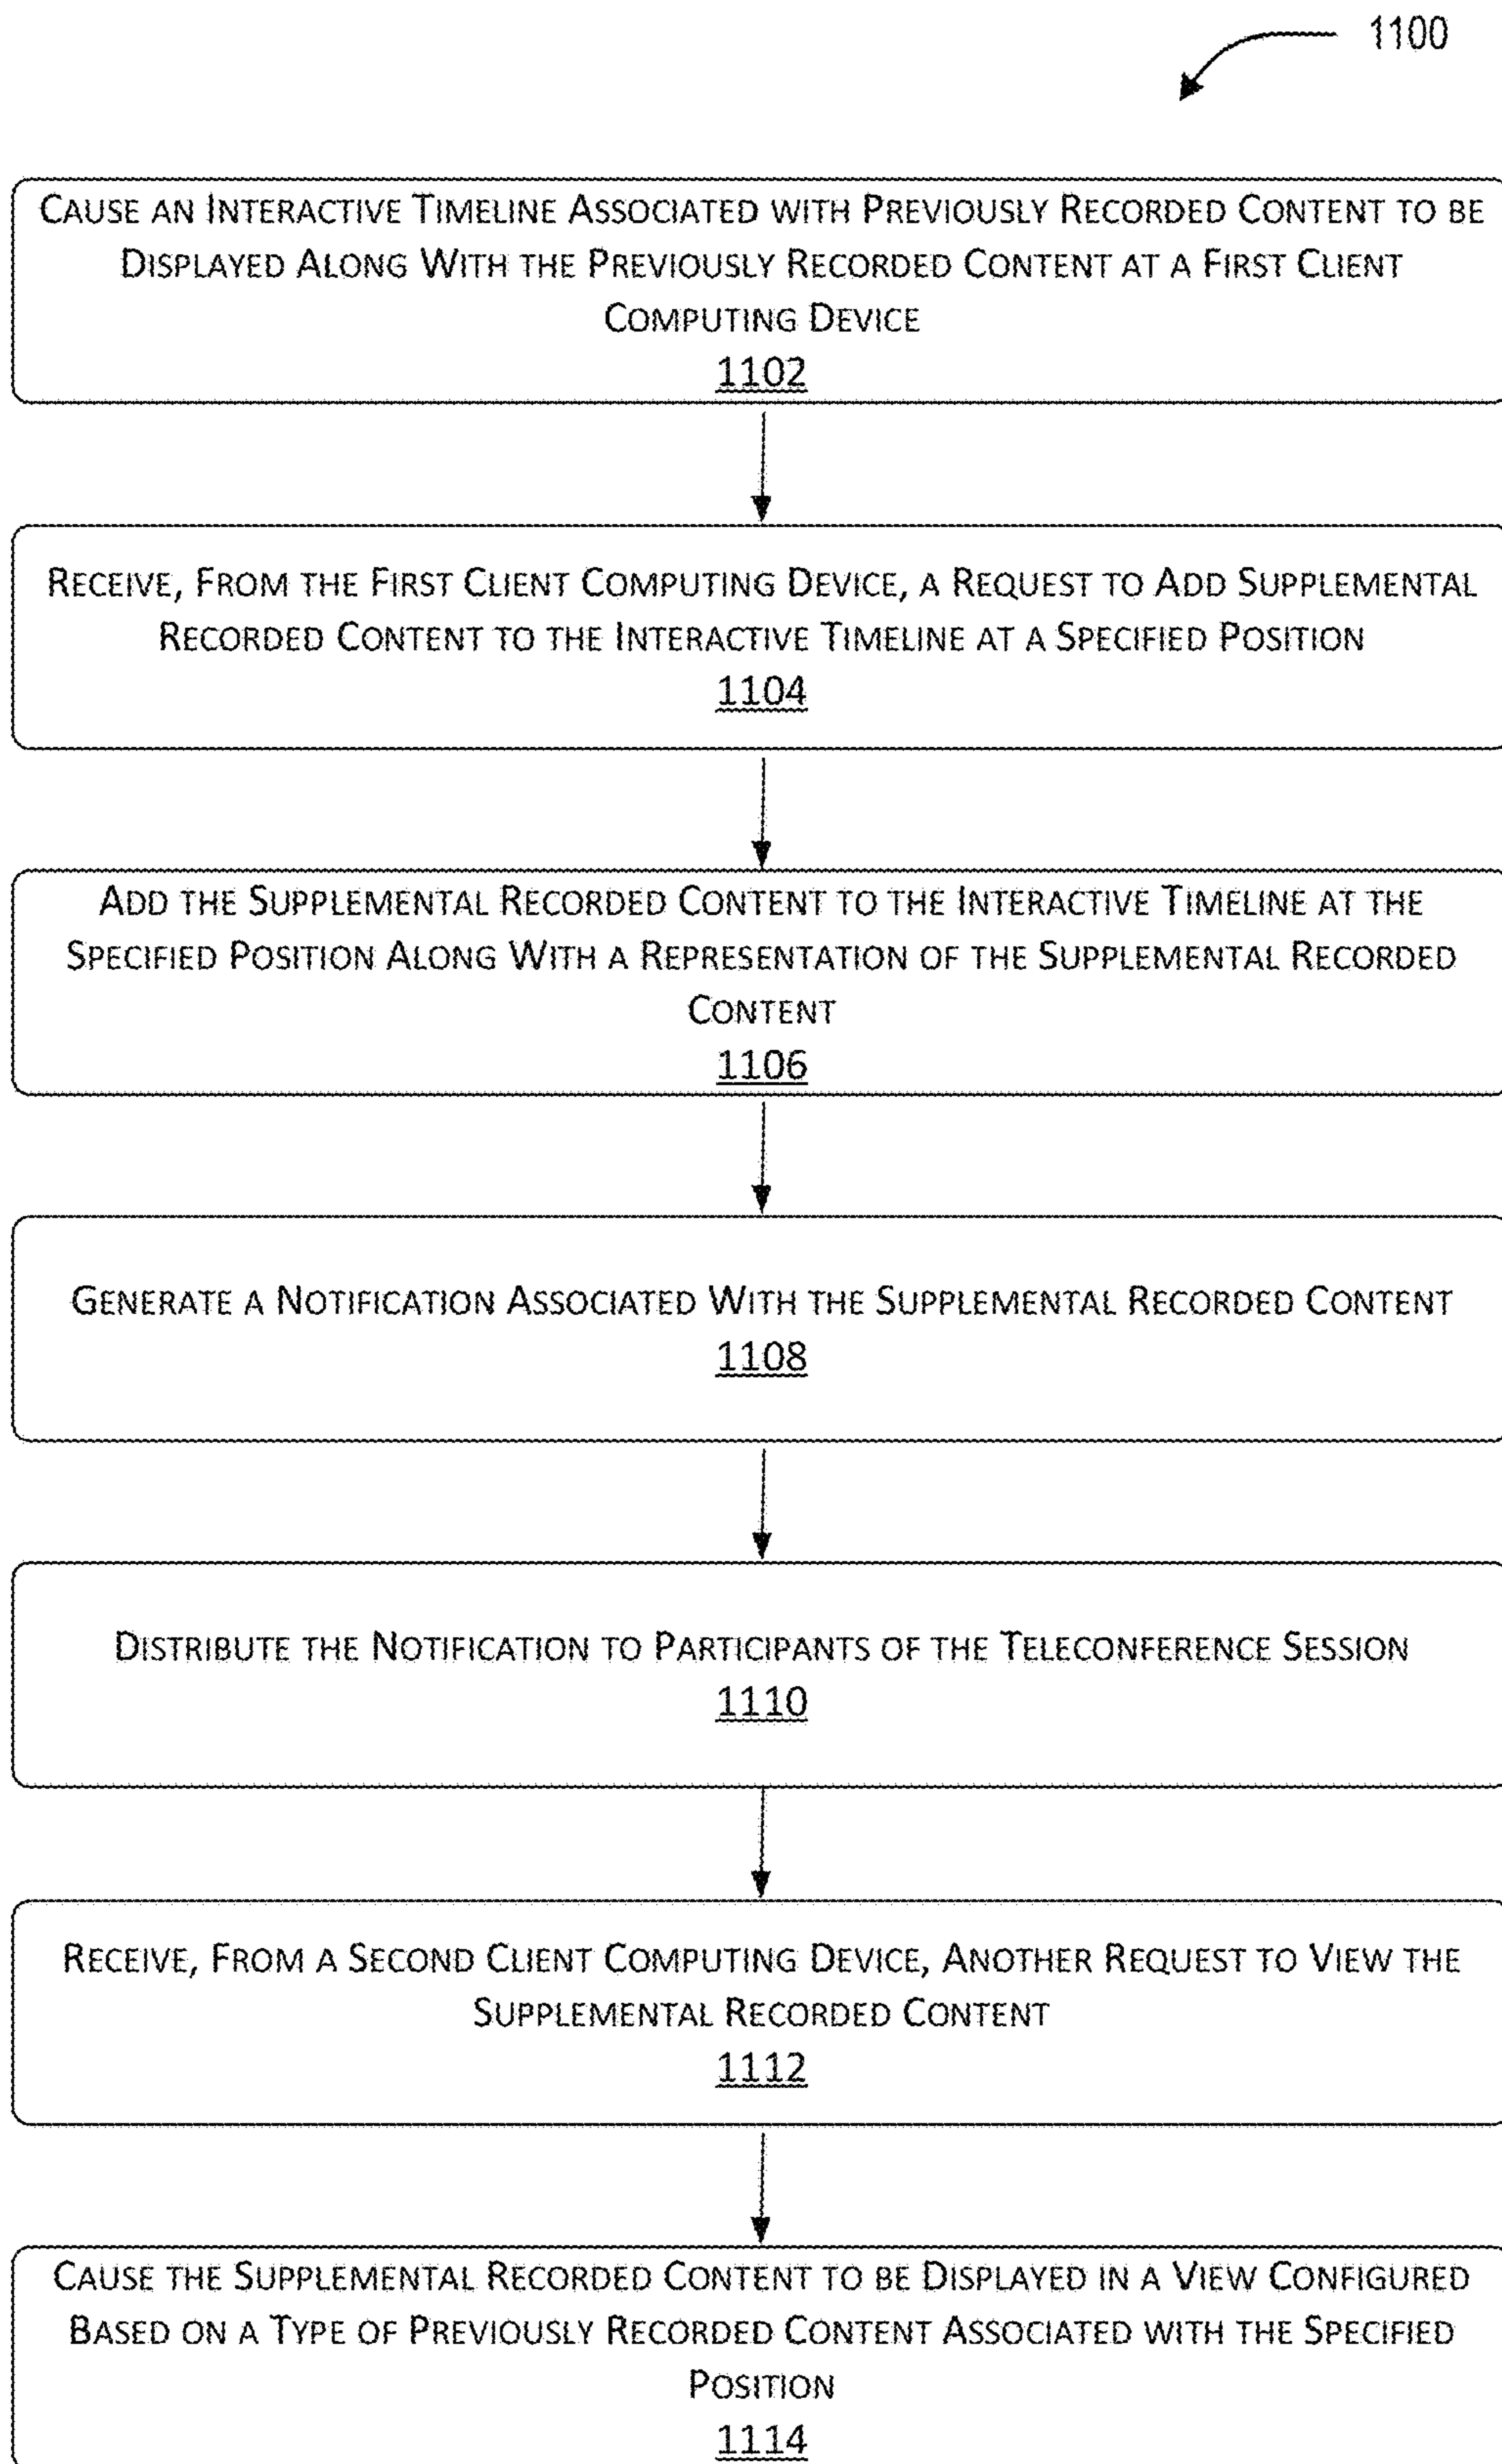 1100
CAUSE AN INTERACTIVE TIMELINE ASSOCIATED WITH PREVIOUSLY RECORDED CONTENT TO BE
DISPLAYED ALONG WITH THE PREVIOUSLY RECORDED CONTENT AT A FIRST CLIENT
COMPUTING DEVICE
1102
RECEIVE, FROM THE FIRST CLIENT COMPUTING DEVICE, A REQUEST TO ADD SUPPLEMENTAL
RECORDED CONTENT TO THE INTERACTIVE TIMELINE AT A SPECIFIED POSITION
1104
ADD THE SUPPLEMENTAL RECORDED CONTENT TO THE INTERACTIVE TIMELINE AT THE
SPECIFIED POSITION ALONG WITH A REPRESENTATION OF THE SUPPLEMENTAL RECORDED
CONTENT
1106
GENERATE A NOTIFICATION ASSOCIATED WITH THE SUPPLEMENTAL RECORDED CONTENT
1108
DISTRIBUTE THE NOTIFICATION TO PARTICIPANTS OF THE TELECONFERENCE SESSION
1110
RECEIVE, FROM A SECOND CLIENT COMPUTING DEVICE, ANOTHER REQUEST TO VIEW THE
SUPPLEMENTAL RECORDED CONTENT
1112
CAUSE THE SUPPLEMENTAL RECORDED CONTENT TO BE DISPLAYED IN A VIEW CONFIGURED
BASED ON A TYPE OF PREVIOUSLY RECORDED CONTENT ASSOCIATED WITH THE SPECIFIED
POSITION
1114